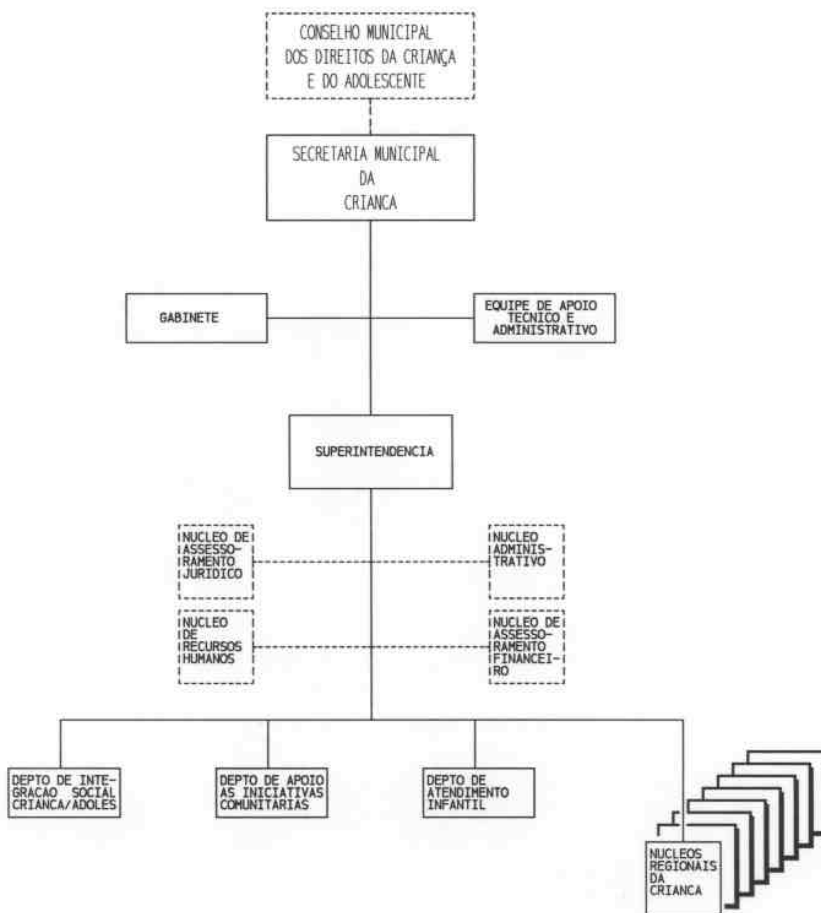 CONSELHO MUNICIPAL
DOS DIREITOS DA CRIANÇA
E DO ADOLESCENTE
SECRETARIA MUNICIPAL
DA
CRIANCA
GABINETE
EQUIPE DE APOIO
TECNICO E
ADMINISTRATIVO
SUPERINTENDENCIA
NUCLEO DE
ASSESSO-
RAMENTO
JURIDICO
NUCLEO
ADMINIS-
TRATIVO
NUCLEO
DE
RECURSOS
HUMANOS
NUCLEO DE
ASSESSO-
RAMENTO
FINANCEI-
RO
DEPTO DE INTE-
GRACAO SOCIAL
CRIANCA/ADOLES
DEPTO DE APOIO
AS INICIATIVAS
COMUNITARIAS
DEPTO DE
ATENDIMENTO
INFANTIL
NUCLEOS
REGIONAIS
DA
CRIANCA